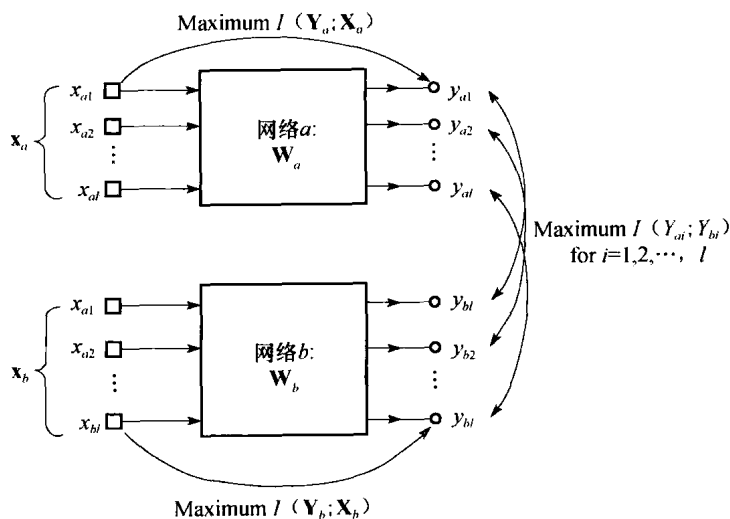 Maximum I (Y_a; X_a)
x_a1
y_a1
x_a2
网络a:
y_a2
x_a
⋮
W_a
⋮
x_al
y_al
Maximum I (Y_ai; Y_bi)
for i=1,2,⋯, l
x_a1
y_bl
x_a2
网络b:
y_b2
x_b
⋮
W_b
⋮
x_bl
y_bl
Maximum I (Y_b; X_b)